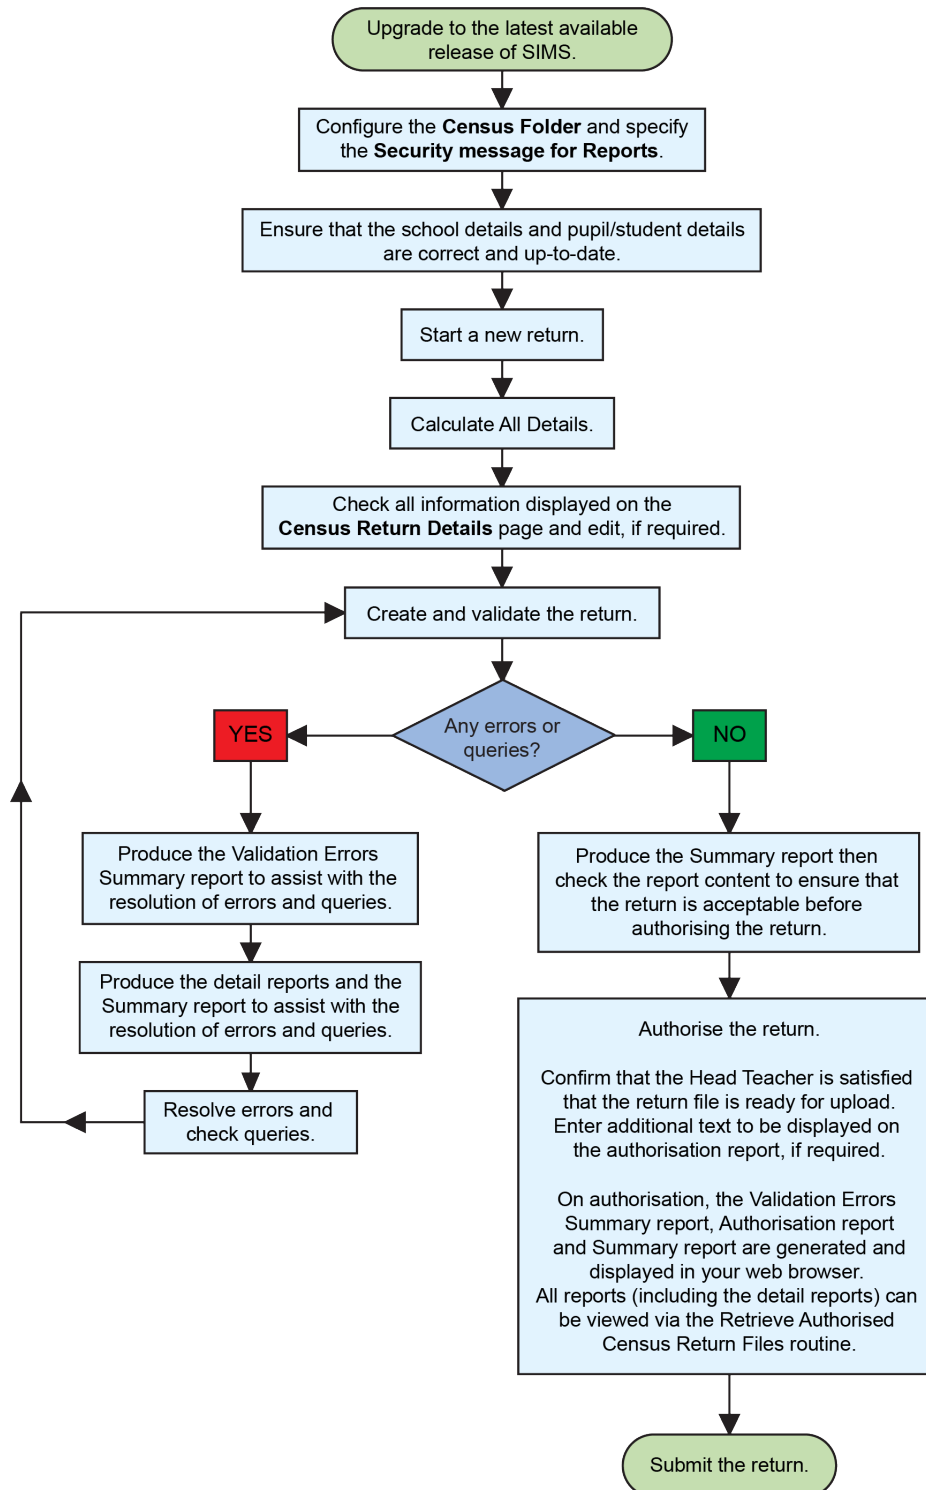 Upgrade to the latest available
release of SIMS.
Configure the Census Folder and specify
the Security message for Reports.
Ensure that the school details and pupil/student details
are correct and up-to-date.
Start a new return.
Calculate All Details.
Check all information displayed on the
Census Return Details page and edit, if required.
Create and validate the return.
Any errors or
queries?
YES
NO
Produce the Validation Errors
Summary report to assist with the
resolution of errors and queries.
Produce the detail reports and the
Summary report to assist with the
resolution of errors and queries.
Resolve errors and
check queries.
Produce the Summary report then
check the report content to ensure that
the return is acceptable before
authorising the return.
Authorise the return.
Confirm that the Head Teacher is satisfied
that the return file is ready for upload.
Enter additional text to be displayed on
the authorisation report, if required.
On authorisation, the Validation Errors
Summary report, Authorisation report
and Summary report are generated and
displayed in your web browser.
All reports (including the detail reports) can
be viewed via the Retrieve Authorised
Census Return Files routine.
Submit the return.